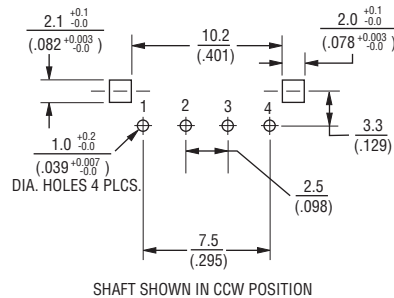 2.1 +0.1 -0.0
(.082 +0.003 -0.0)
10.2
(.401)
2.0 +0.1 -0.0
(.078 +0.003 -0.0)
1 2 3 4
1.0 +0.2 -0.0
(.039 +0.007 -0.0)
DIA. HOLES 4 PLCS.
3.3
(.129)
2.5
(.098)
7.5
(.295)
SHAFT SHOWN IN CCW POSITION